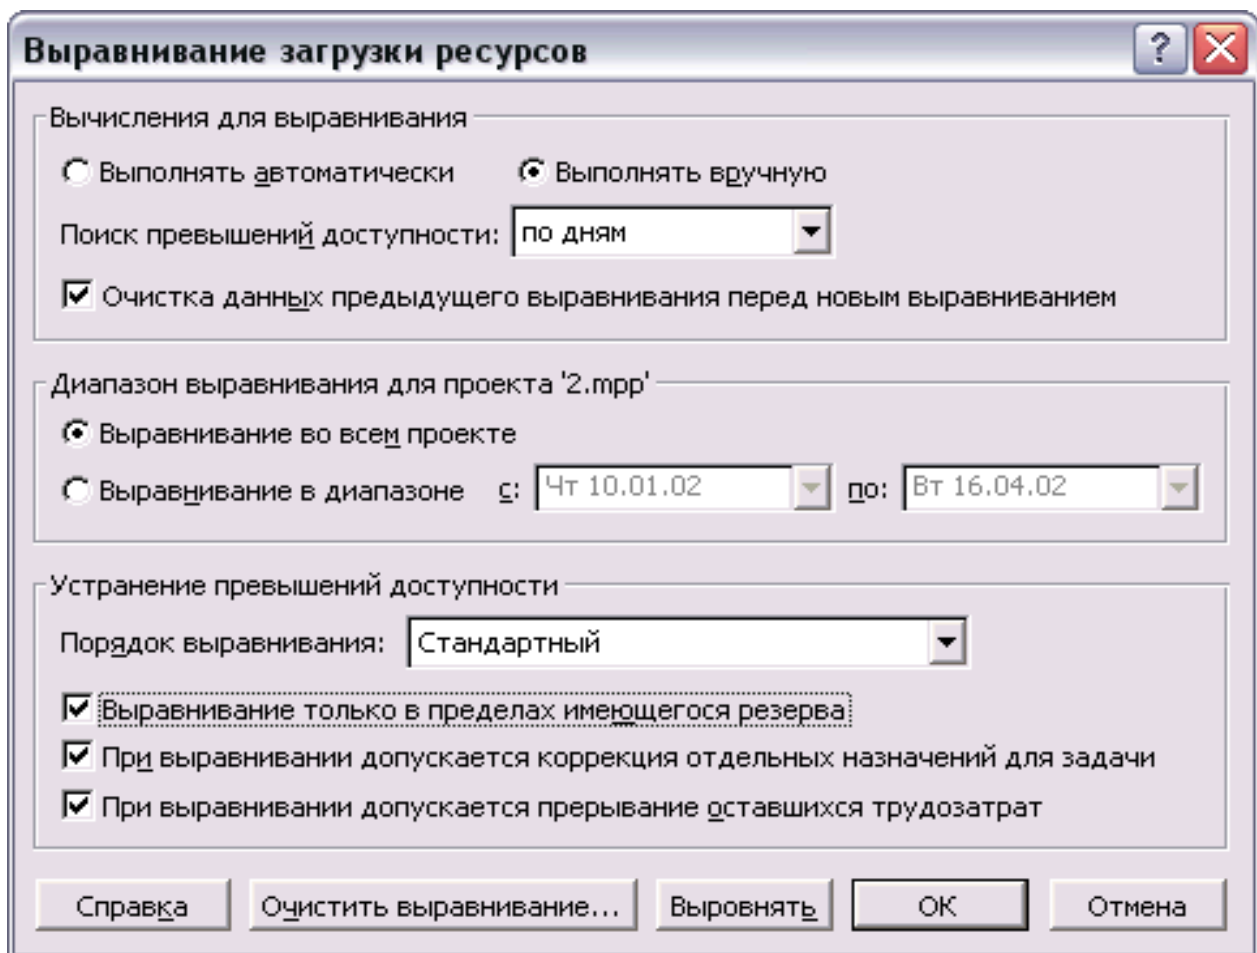 Выравнивание загрузки ресурсов
Вычисления для выравнивания
Выполнять автоматически Выполнять вручную
Поиск превышений доступности: по дням
Очистка данных предыдущего выравнивания перед новым выравниванием
Диапазон выравнивания для проекта '2.mpp'
Выравнивание во всем проекте
Выравнивание в диапазоне с: Чт 10.01.02 по: Вт 16.04.02
Устранение превышений доступности
Порядок выравнивания: Стандартный
Выравнивание только в пределах имеющегося резерва
При выравнивании допускается коррекция отдельных назначений для задачи
При выравнивании допускается прерывание оставшихся трудозатрат
Справка Очистить выравнивание... Выровнять ОК Отмена